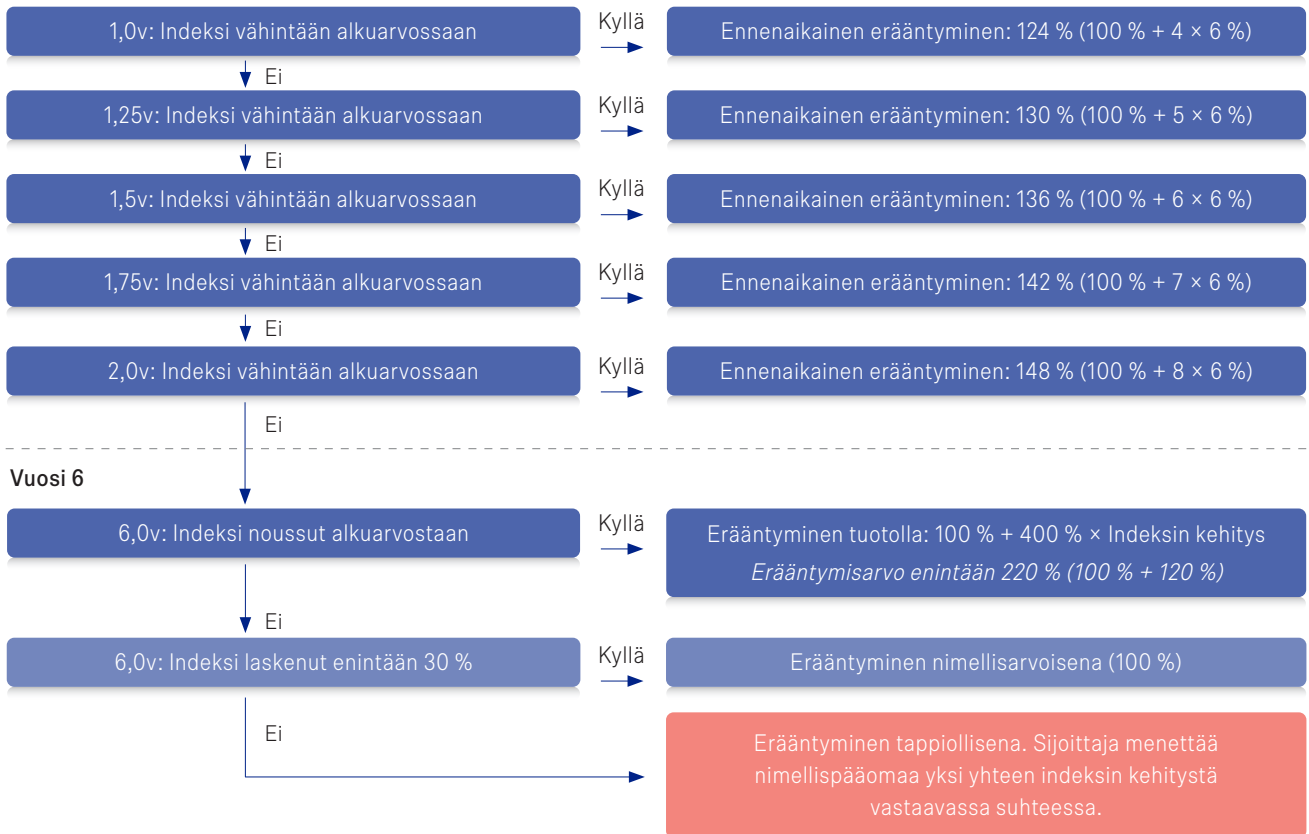 1,0v: Indeksi vähintään alkuarvossaan
Kyllä
Ennenaikainen erääntyminen: 124 % (100 % + 4 × 6 %)
Ei
1,25v: Indeksi vähintään alkuarvossaan
Kyllä
Ennenaikainen erääntyminen: 130 % (100 % + 5 × 6 %)
Ei
1,5v: Indeksi vähintään alkuarvossaan
Kyllä
Ennenaikainen erääntyminen: 136 % (100 % + 6 × 6 %)
Ei
1,75v: Indeksi vähintään alkuarvossaan
Kyllä
Ennenaikainen erääntyminen: 142 % (100 % + 7 × 6 %)
Ei
2,0v: Indeksi vähintään alkuarvossaan
Kyllä
Ennenaikainen erääntyminen: 148 % (100 % + 8 × 6 %)
Ei
Vuosi 6
6,0v: Indeksi noussut alkuarvostaan
Kyllä
Erääntyminen tuotolla: 100 % + 400 % × Indeksin kehitys
Erääntymisarvo enintään 220 % (100 % + 120 %)
Ei
6,0v: Indeksi laskenut enintään 30 %
Kyllä
Erääntyminen nimellisarvoisena (100 %)
Ei
Erääntyminen tappiollisena. Sijoittaja menettää
nimellispääomaa yksi yhteen indeksin kehitystä
vastaavassa suhteessa.